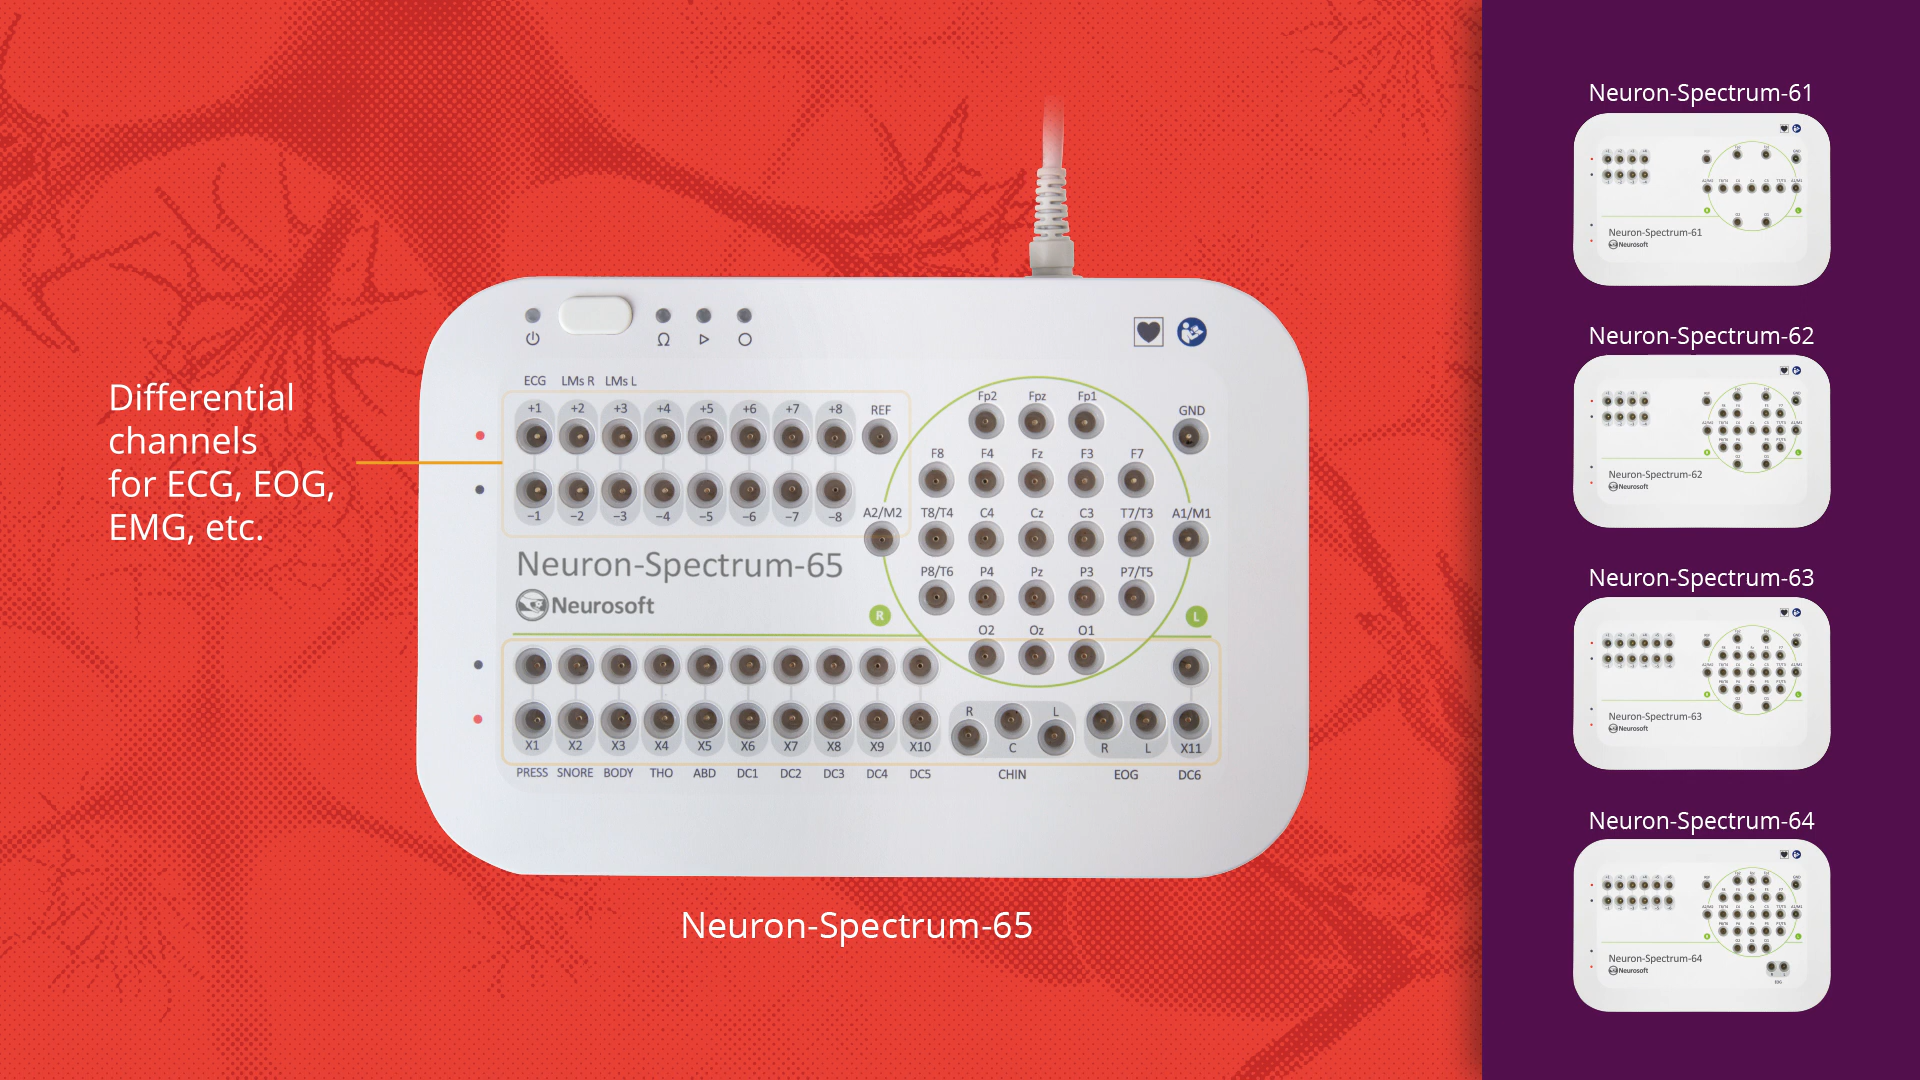 Differential
channels
for ECG, EOG,
EMG, etc.
ECG LMs R LMs L
+1 +2 +3 +4 +5 +6 +7 +8 REF
−1 −2 −3 −4 −5 −6 −7 −8
Fp2 Fpz Fp1
GND
F8 F4 Fz F3 F7
A2/M2 T8/T4 C4 Cz C3 T7/T3 A1/M1
P8/T6 P4 Pz P3 P7/T5
O2 Oz O1
R L
Neuron-Spectrum-65
Neurosoft
R C L
R L
X1 X2 X3 X4 X5 X6 X7 X8 X9 X10 X11
PRESS SNORE BODY THO ABD DC1 DC2 DC3 DC4 DC5 CHIN EOG DC6
Neuron-Spectrum-65
Neuron-Spectrum-61
Neuron-Spectrum-61
Neurosoft
Neuron-Spectrum-62
Neuron-Spectrum-62
Neurosoft
Neuron-Spectrum-63
Neuron-Spectrum-63
Neurosoft
Neuron-Spectrum-64
Neuron-Spectrum-64
Neurosoft
EOG